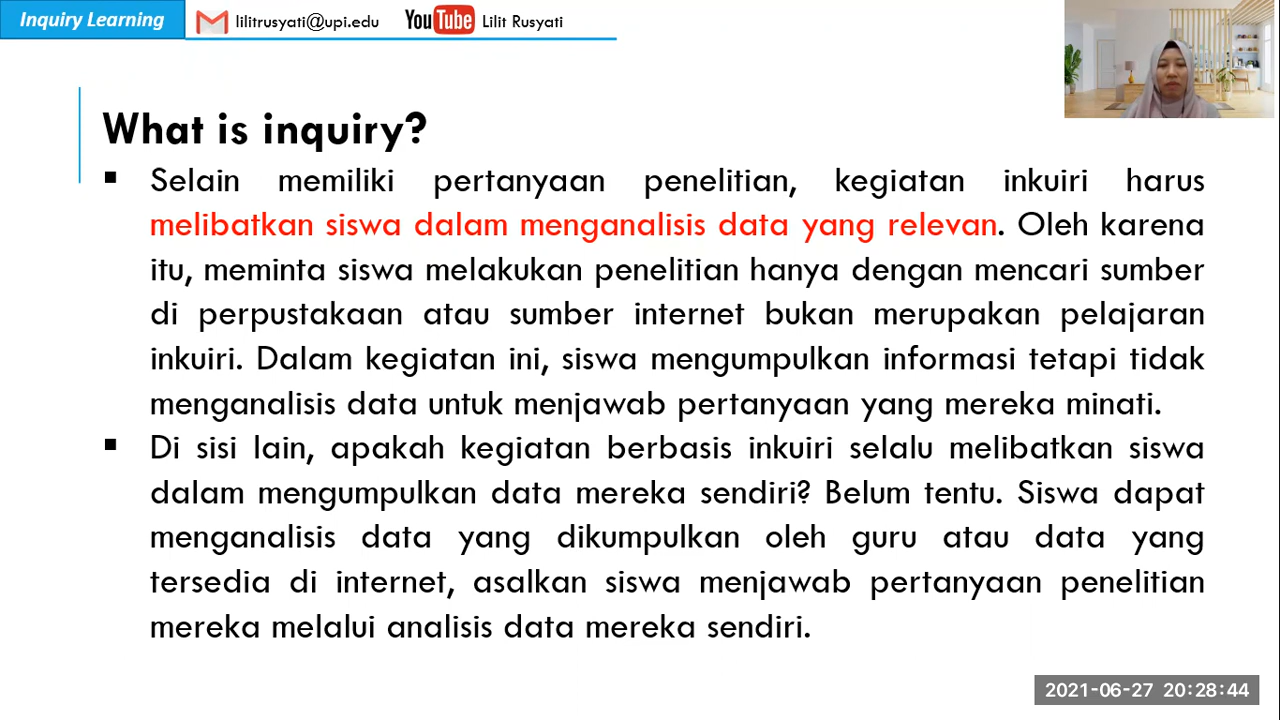 Inquiry Learning
lilitrusyati@upi.edu
YouTube Lilit Rusyati
What is inquiry?
▪ Selain memiliki pertanyaan penelitian, kegiatan inkuiri harus
melibatkan siswa dalam menganalisis data yang relevan. Oleh karena
itu, meminta siswa melakukan penelitian hanya dengan mencari sumber
di perpustakaan atau sumber internet bukan merupakan pelajaran
inkuiri. Dalam kegiatan ini, siswa mengumpulkan informasi tetapi tidak
menganalisis data untuk menjawab pertanyaan yang mereka minati.
▪ Di sisi lain, apakah kegiatan berbasis inkuiri selalu melibatkan siswa
dalam mengumpulkan data mereka sendiri? Belum tentu. Siswa dapat
menganalisis data yang dikumpulkan oleh guru atau data yang
tersedia di internet, asalkan siswa menjawab pertanyaan penelitian
mereka melalui analisis data mereka sendiri.
2021-06-27 20:28:44